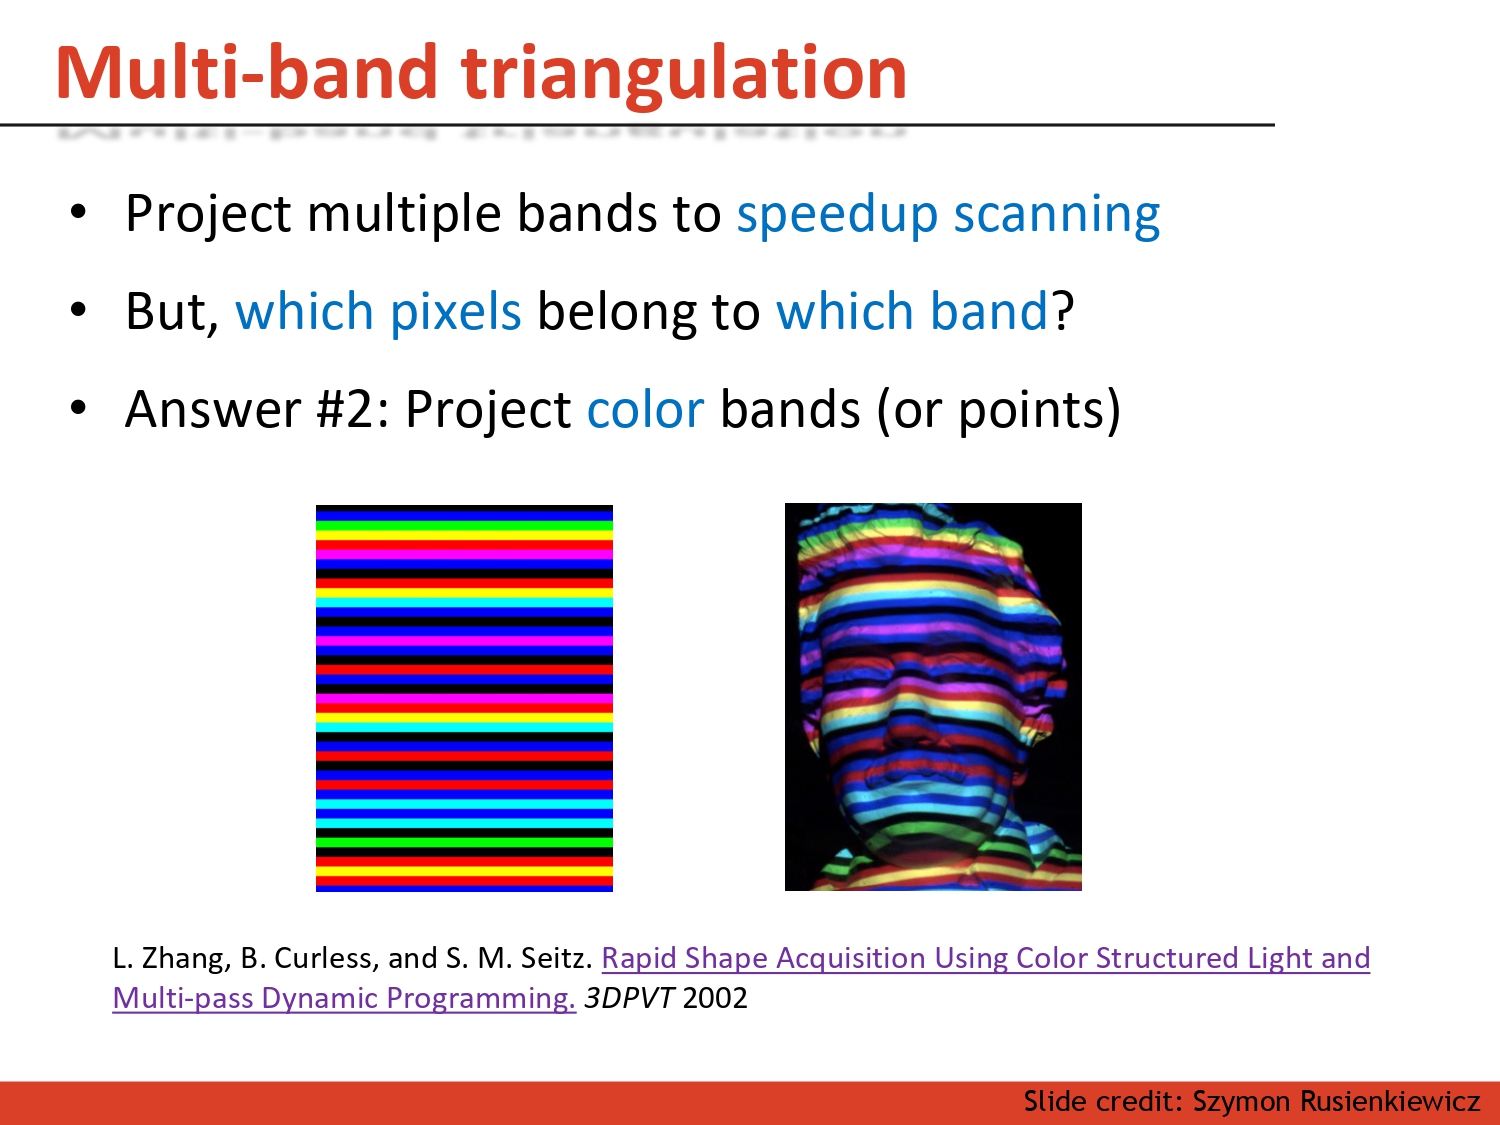 Multi-band triangulation
• Project multiple bands to speedup scanning
• But, which pixels belong to which band?
• Answer #2: Project color bands (or points)
L. Zhang, B. Curless, and S. M. Seitz. Rapid Shape Acquisition Using Color Structured Light and
Multi-pass Dynamic Programming. 3DPVT 2002
Slide credit: Szymon Rusienkiewicz